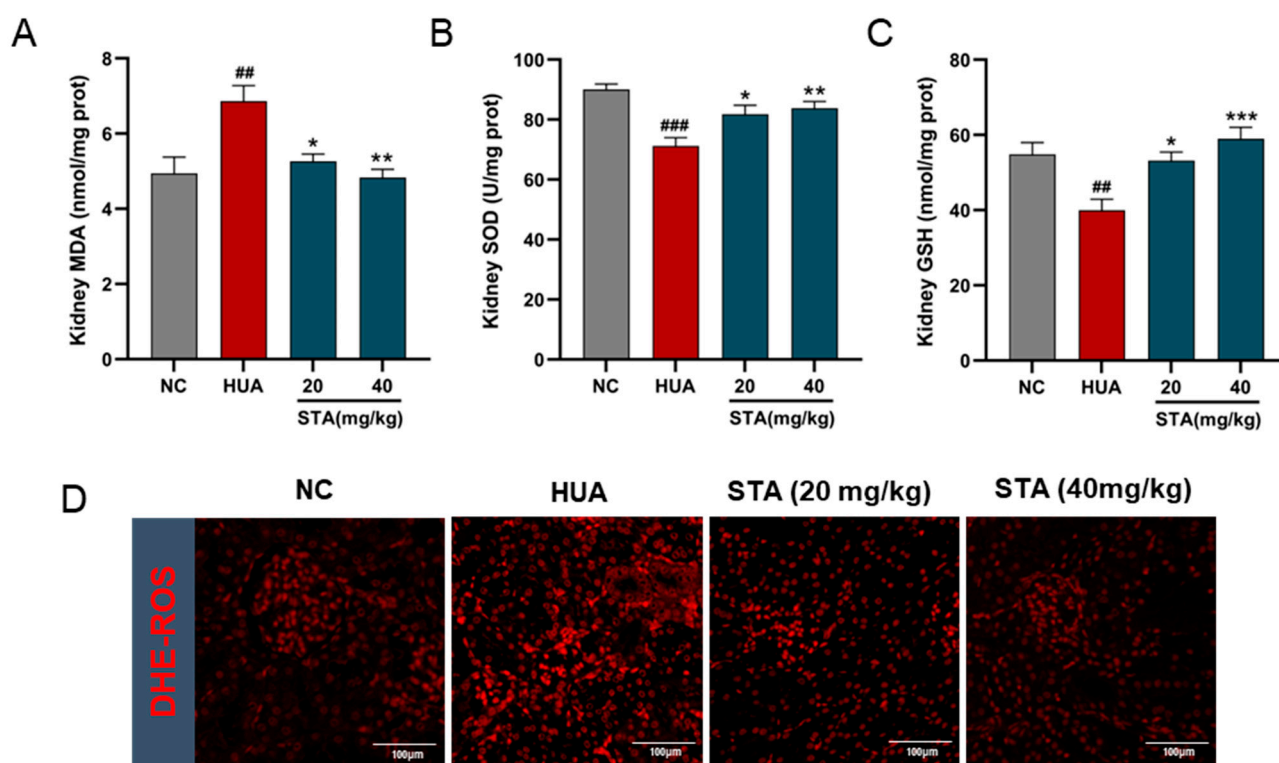 A
Kidney MDA (nmol/mg prot)
8
6
4
2
0
##
*
**
NC
HUA
20
40
STA(mg/kg)
B
Kidney SOD (U/mg prot)
100
80
60
40
20
0
###
*
**
NC
HUA
20
40
STA(mg/kg)
C
Kidney GSH (nmol/mg prot)
80
60
40
20
0
##
*
***
NC
HUA
20
40
STA(mg/kg)
D
NC
HUA
STA (20 mg/kg)
STA (40mg/kg)
DHE-ROS
100μm
100μm
100μm
100μm